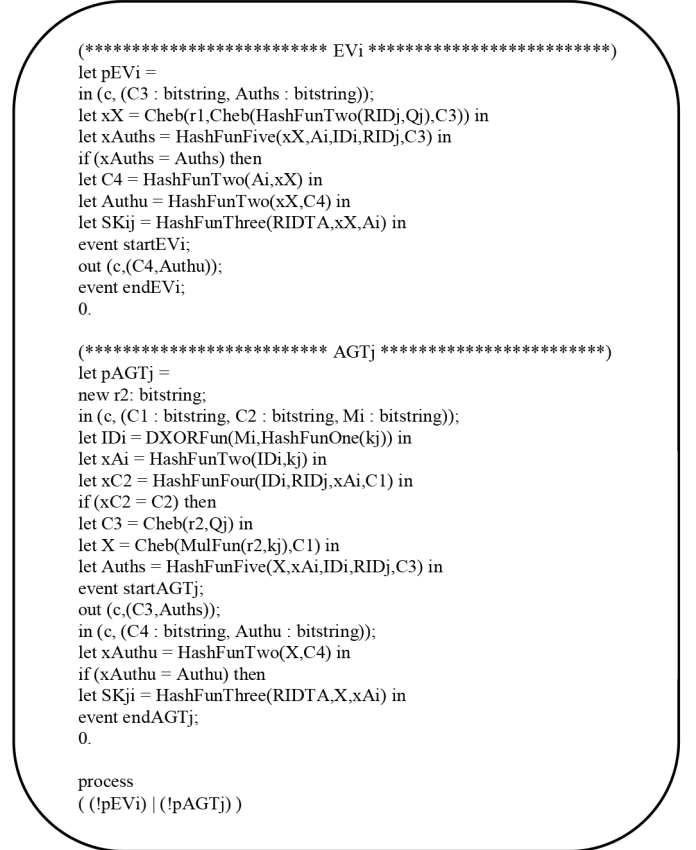 (************************** EVi **************************)
let pEVi =
in (c, (C3 : bitstring, Auths : bitstring));
let xX = Cheb(r1,Cheb(HashFunTwo(RIDj,Qj),C3)) in
let xAuths = HashFunFive(xX,Ai,IDi,RIDj,C3) in
if (xAuths = Auths) then
let C4 = HashFunTwo(Ai,xX) in
let Authu = HashFunTwo(xX,C4) in
let SKij = HashFunThree(RIDTA,xX,Ai) in
event startEVi;
out (c,(C4,Authu));
event endEVi;
0.
(************************** AGTj ************************)
let pAGTj =
new r2: bitstring;
in (c, (C1 : bitstring, C2 : bitstring, Mi : bitstring));
let IDi = DXORFun(Mi,HashFunOne(kj)) in
let xAi = HashFunTwo(IDi,kj) in
let xC2 = HashFunFour(IDi,RIDj,xAi,C1) in
if (xC2 = C2) then
let C3 = Cheb(r2,Qj) in
let X = Cheb(MulFun(r2,kj),C1) in
let Auths = HashFunFive(X,xAi,IDi,RIDj,C3) in
event startAGTj;
out (c,(C3,Auths));
in (c, (C4 : bitstring, Authu : bitstring));
let xAuthu = HashFunTwo(X,C4) in
if (xAuthu = Authu) then
let SKji = HashFunThree(RIDTA,X,xAi) in
event endAGTj;
0.
process
( (!pEVi) | (!pAGTj) )